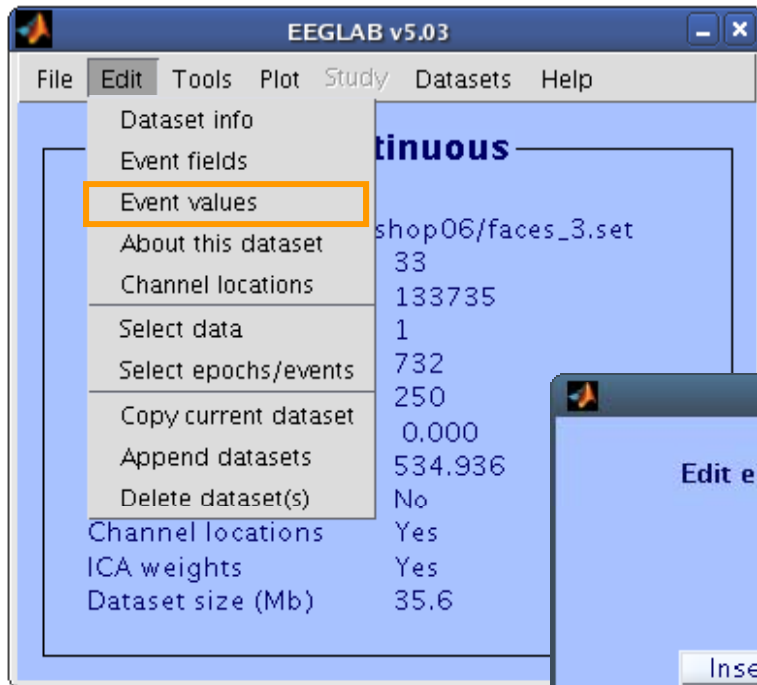 EEGLAB v5.03
File Edit Tools Plot Study Datasets Help
Dataset info
Event fields
Event values
About this dataset
Channel locations
Select data
Select epochs/events
Copy current dataset
Append datasets
Delete dataset(s)
tinuous
shop06/faces_3.set
33
133735
1
732
250
0.000
534.936
No
Channel locations Yes
ICA weights Yes
Dataset size (Mb) 35.6
Edit e
Inse